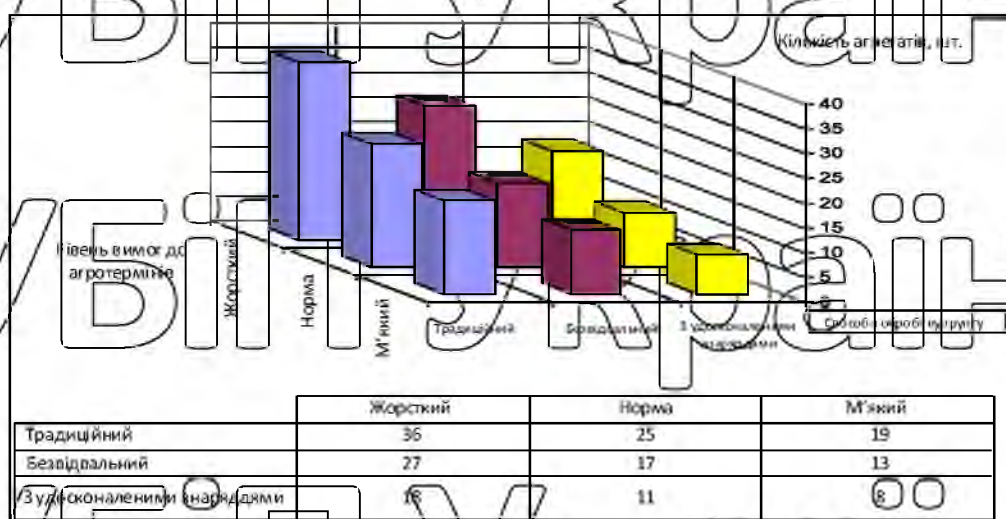 Кількість агрегатів, шт.
40
35
30
25
20
15
10
5
0
Рівень вимог до
агротермінів
Жорсткий
Норма
М'який
Традиційний
Безвідвальний
З удосконаленими
знаряддями
Способи обробітку грунту
Жорсткий Норма М'який
Традиційний 36 25 19
Безвідвальний 27 17 13
З удосконаленими знаряддями 18 11 8